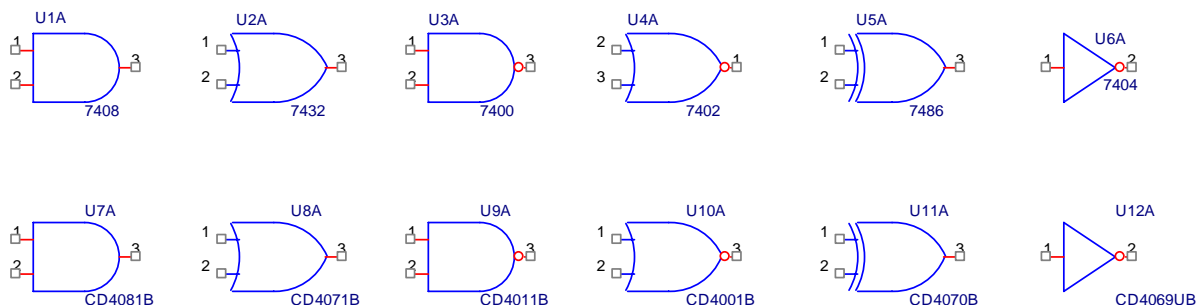 U1A U2A U3A U4A U5A U6A
1 1 1 2 1
3 3 3 1 3 1 2
2 2 2 3 2
7408 7432 7400 7402 7486 7404
U7A U8A U9A U10A U11A U12A
1 1 1 1 1
3 3 3 3 3 1 2
2 2 2 2 2
CD4081B CD4071B CD4011B CD4001B CD4070B CD4069UB